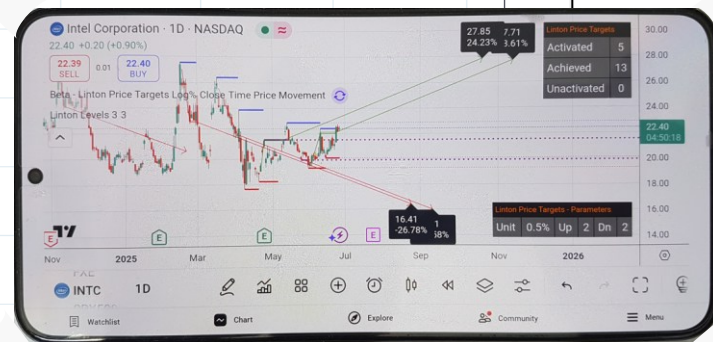 Intel Corporation · 1D · NASDAQ
22.40 +0.20 (+0.90%)
22.39 0.01 22.40
SELL BUY
Beta - Linton Price Targets Log% Close Time Price Movement
Linton Levels 3 3
27.85 7.71
24.23% 3.61%
Linton Price Targets
Activated 5
Achieved 13
Unactivated 0
30.00
28.00
26.00
24.00
22.40
04:50:18
20.00
18.00
16.00
14.00
16.41 1
-26.78% 58%
Linton Price Targets - Parameters
Unit 0.5% Up 2 Dn 2
E E E E
Nov 2025 Mar May Jul Sep Nov 2026
INTC 1D
Watchlist Chart Explore Community Menu